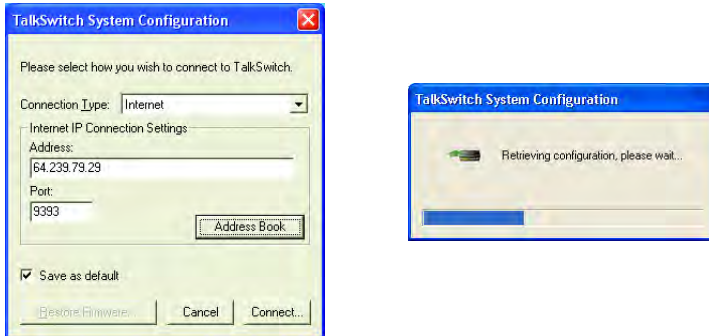 TalkSwitch System Configuration
Please select how you wish to connect to TalkSwitch.
Connection Type: Internet
Internet IP Connection Settings
Address:
64.239.79.29
Port:
9393
Address Book
Save as default
Restore Firmware...
Cancel
Connect...
TalkSwitch System Configuration
Retrieving configuration, please wait...